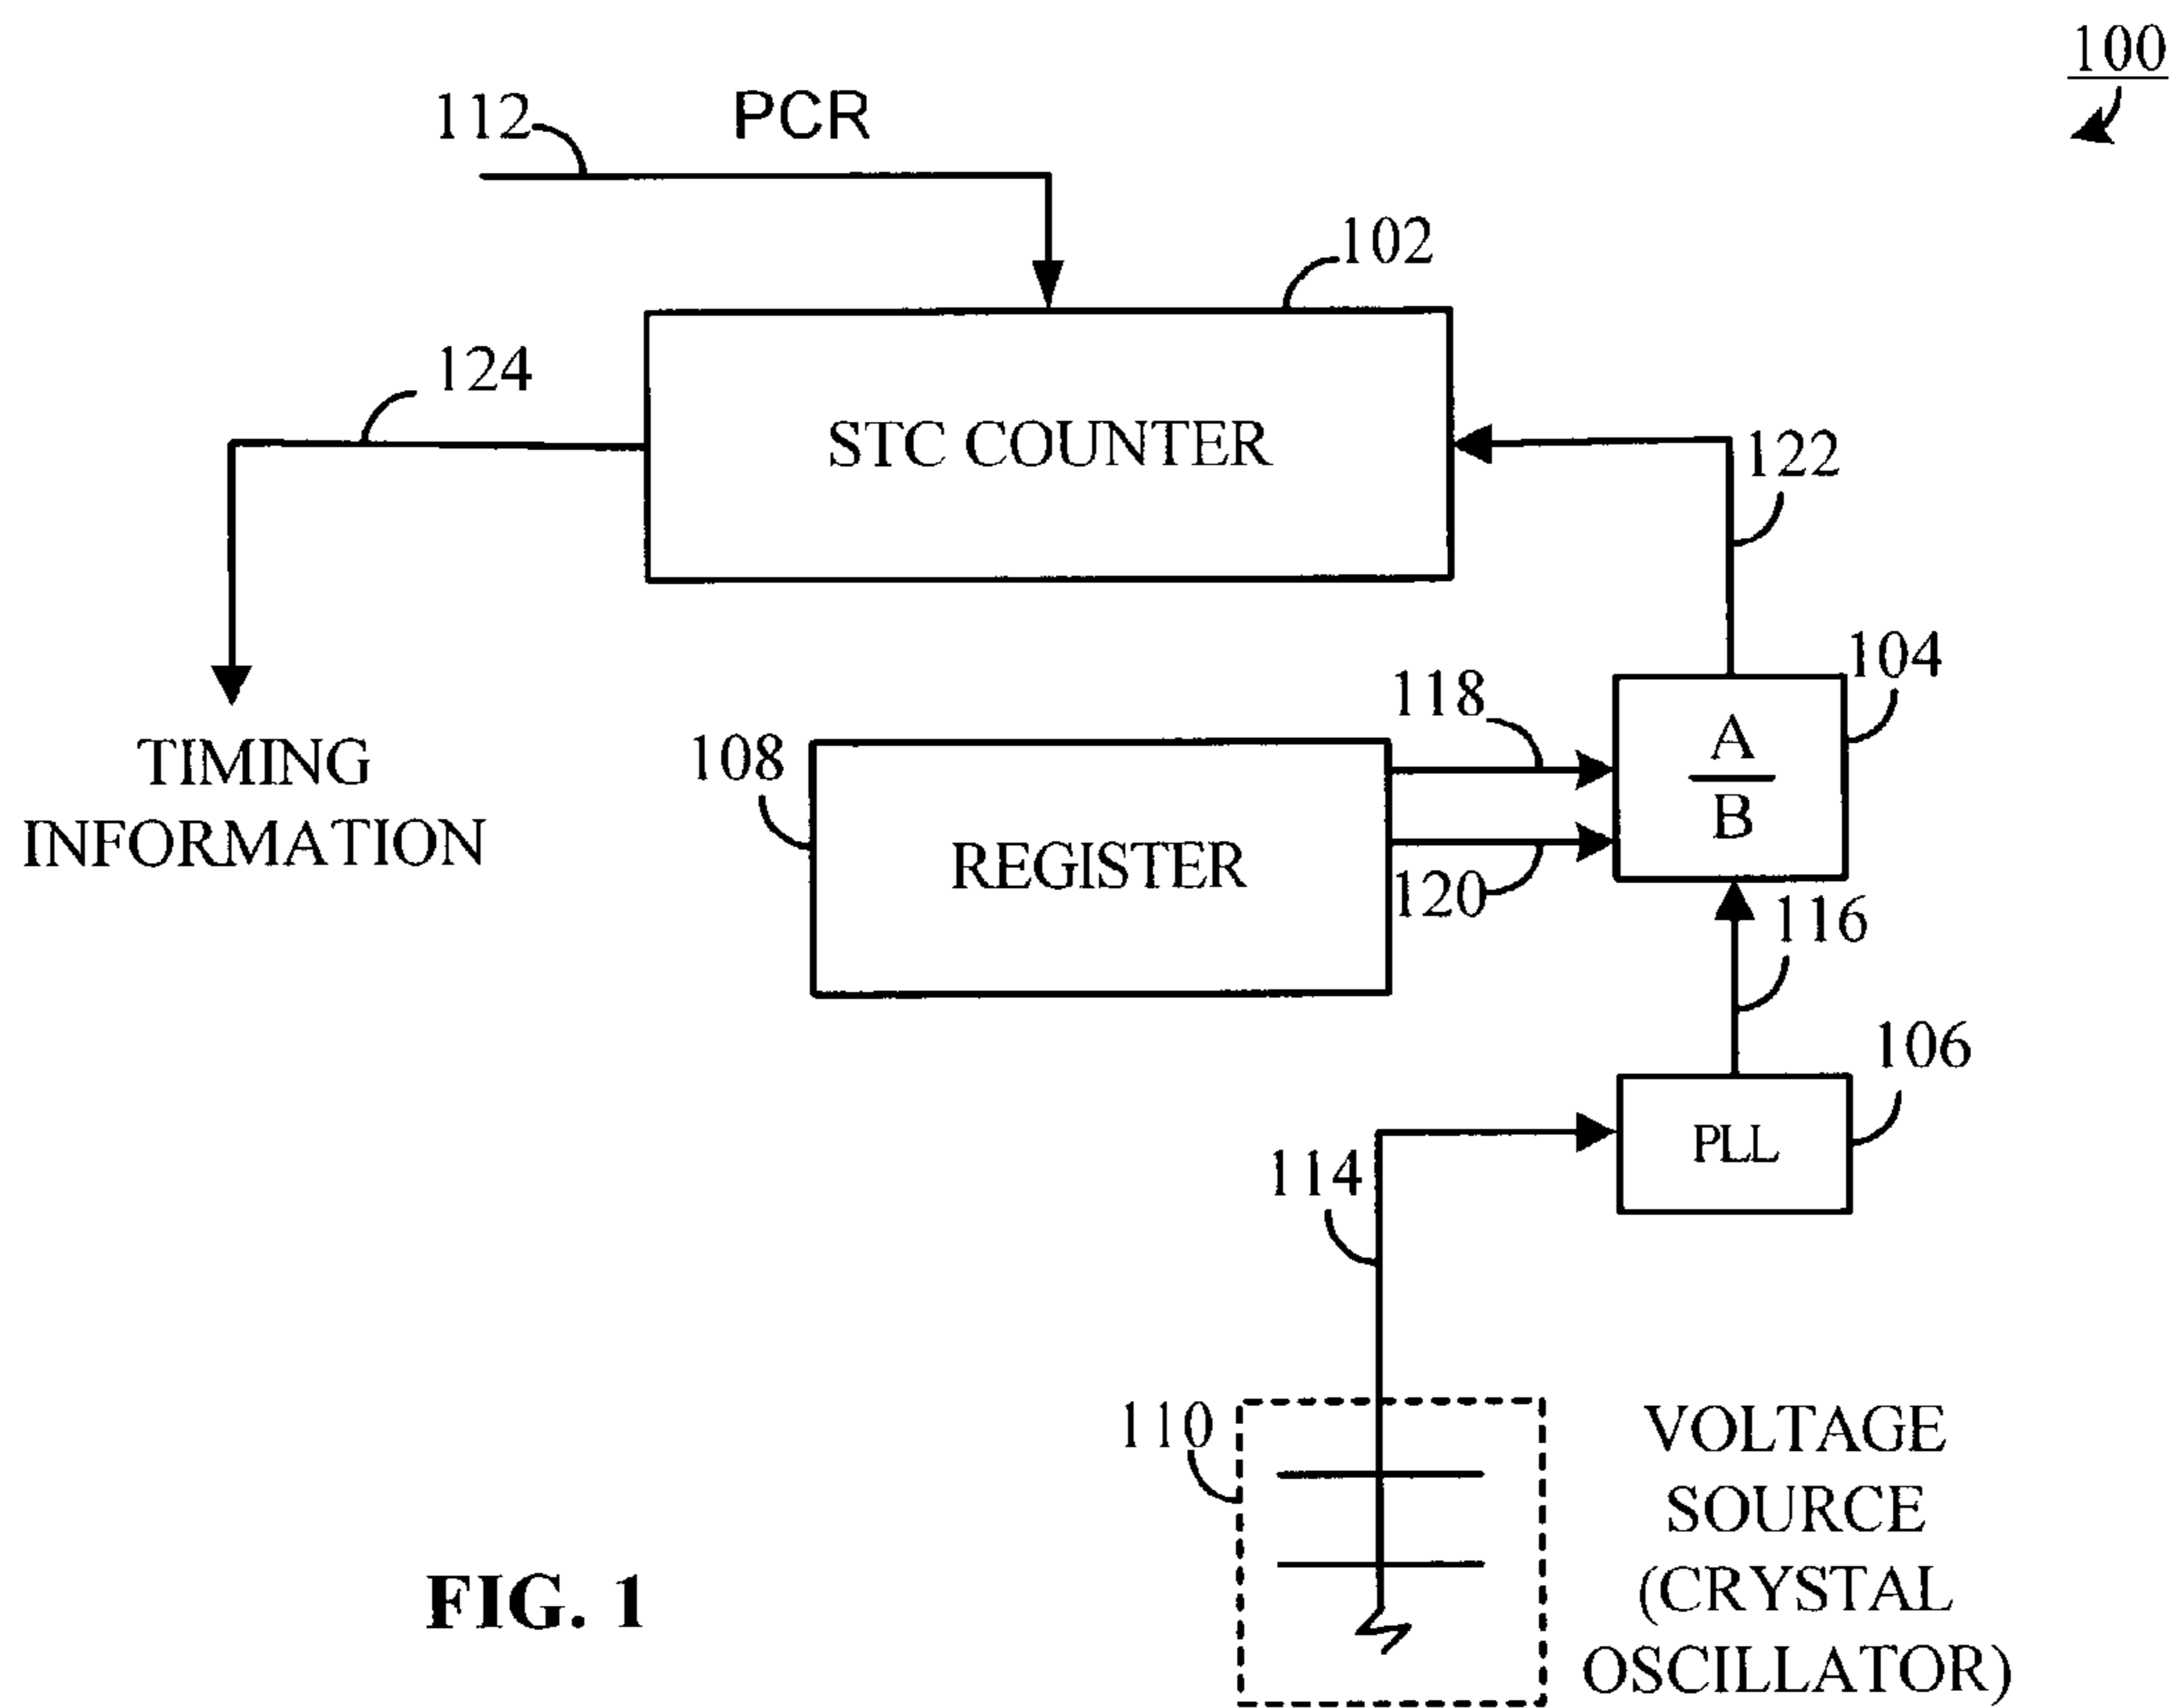 100
112
PCR
102
124
STC COUNTER
122
104
118
A
B
108
TIMING
INFORMATION
REGISTER
120
116
106
PLL
114
110
VOLTAGE
SOURCE
(CRYSTAL
OSCILLATOR)
FIG. 1